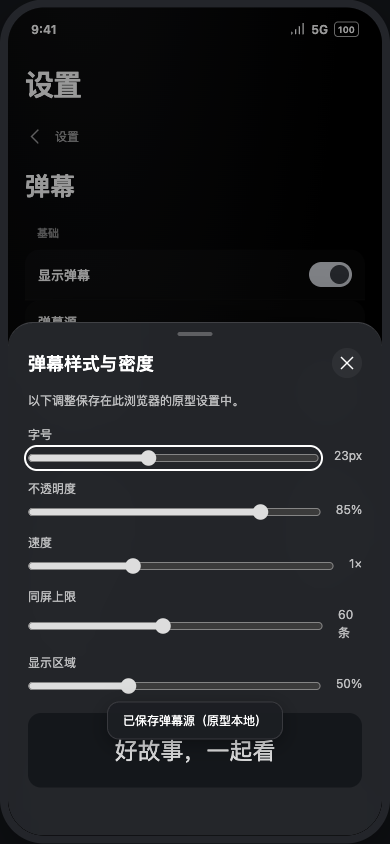 9:41
5G 100
设置
设置
弹幕
基础
显示弹幕
弹幕源
弹幕样式与密度
以下调整保存在此浏览器的原型设置中。
字号
23px
不透明度
85%
速度
1×
同屏上限
60
条
显示区域
50%
已保存弹幕源（原型本地）
好故事，一起看